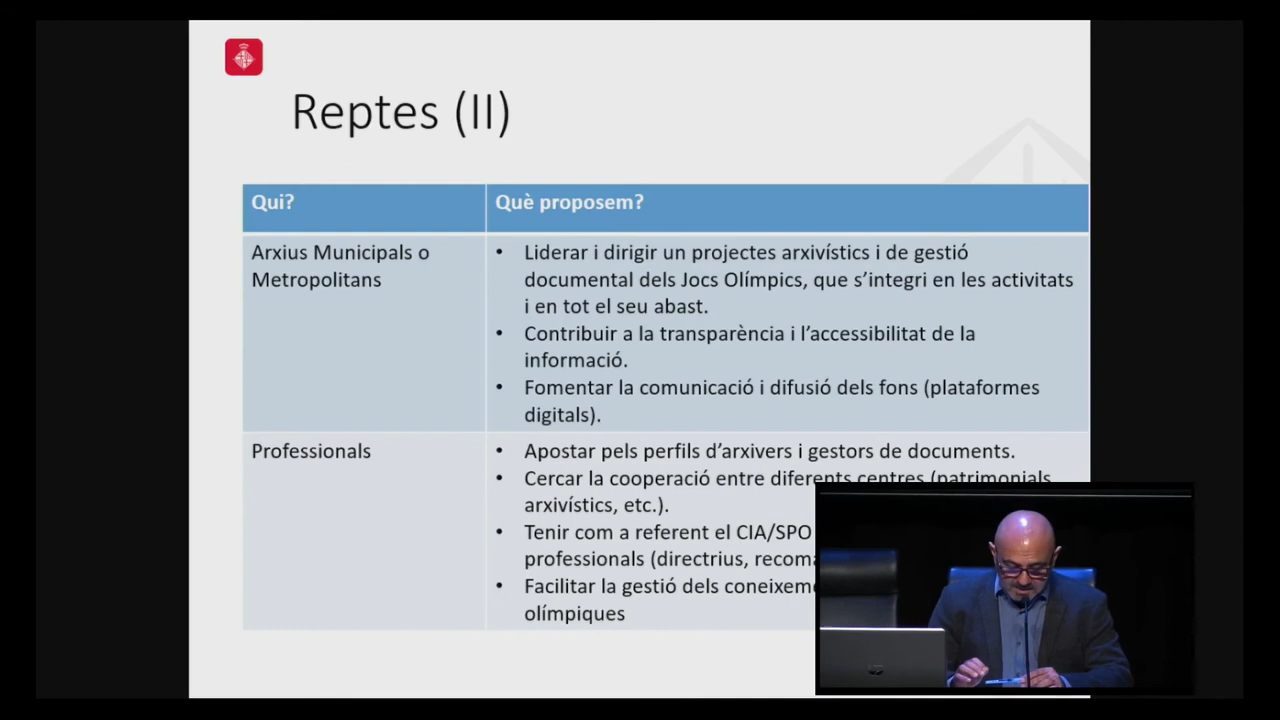 Reptes (II)
Qui?
Què proposem?
Arxius Municipals o
Metropolitans
• Liderar i dirigir un projectes arxivístics i de gestió
documental dels Jocs Olímpics, que s’integri en les activitats
i en tot el seu abast.
• Contribuir a la transparència i l’accessibilitat de la
informació.
• Fomentar la comunicació i difusió dels fons (plataformes
digitals).
Professionals
• Apostar pels perfils d’arxivers i gestors de documents.
• Cercar la cooperació entre diferents centres (patrimonials
arxivístics, etc.).
• Tenir com a referent el CIA/SPO
professionals (directrius,
• Facilitar la gestió dels
olímpiques